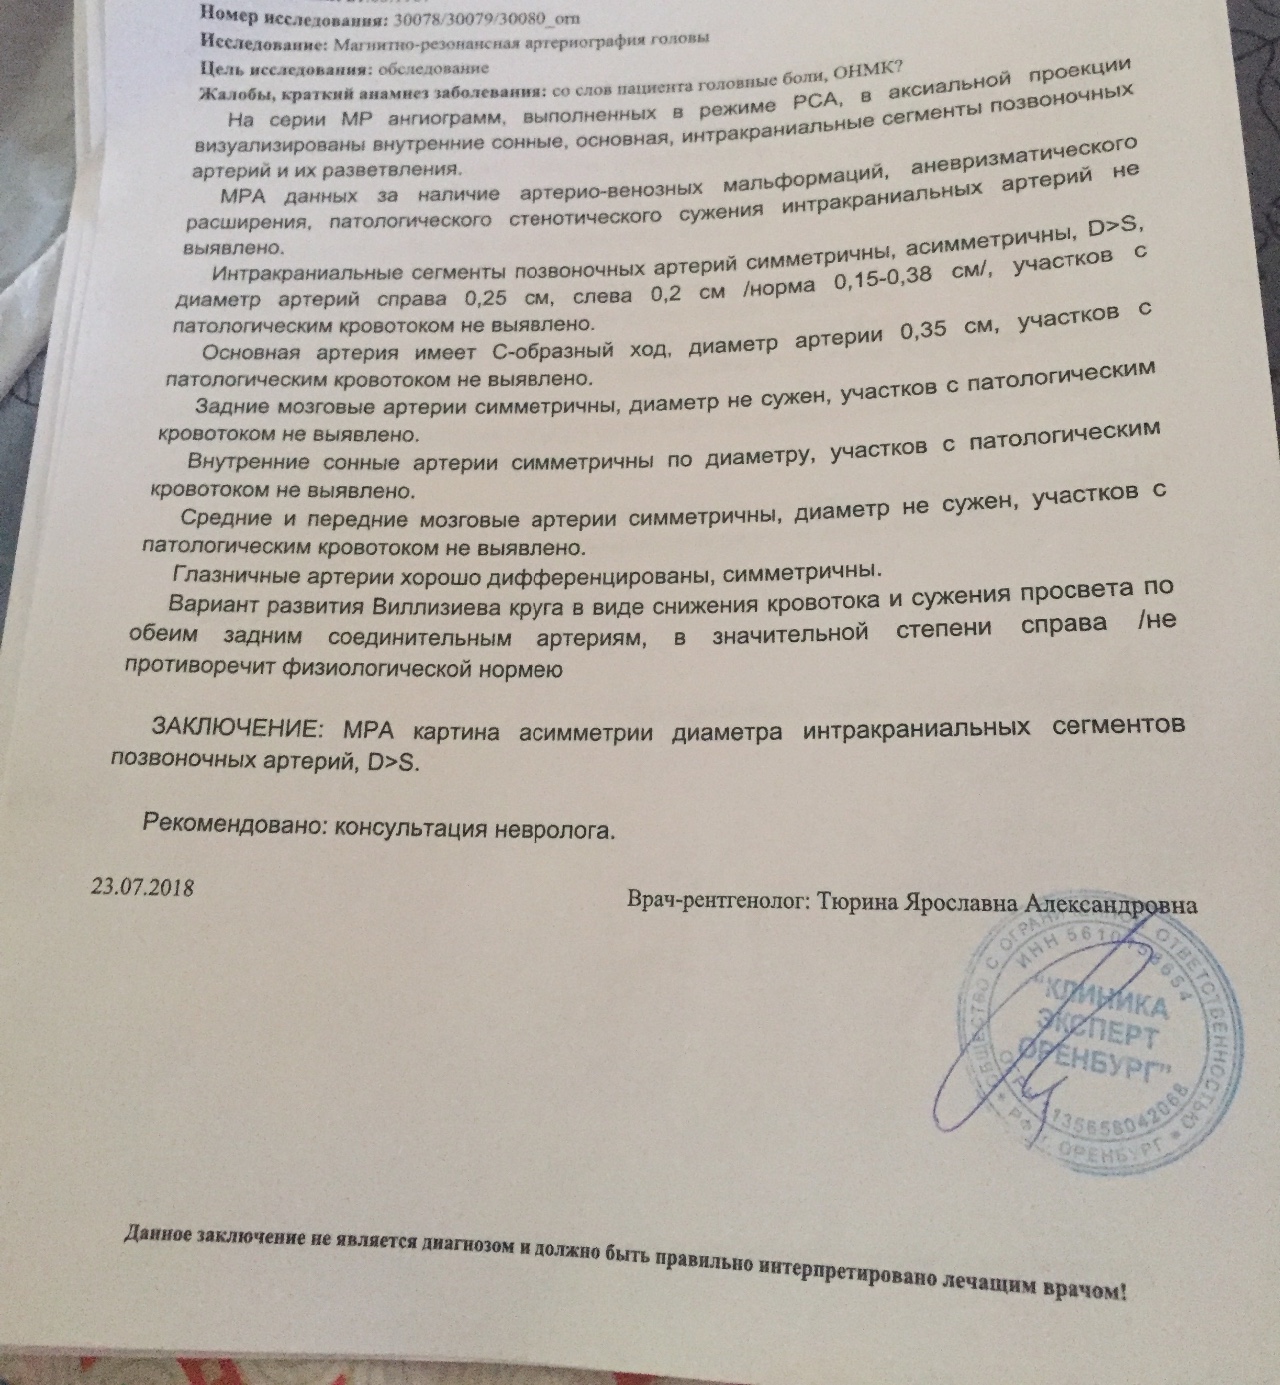 Номер исследования: 30078/30079/30080_orn
Исследование: Магнитно-резонансная артериография головы
Цель исследования: обследование
Жалобы, краткий анамнез заболевания: со слов пациента головные боли, ОНМК?
На серии МР ангиограмм, выполненных в режиме PCA, в аксиальной проекции
визуализированы внутренние сонные, основная, интракраниальные сегменты позвоночных
артерий и их разветвления.
МРА данных за наличие артерио-венозных мальформаций, аневризматического
расширения, патологического стенотического сужения интракраниальных артерий не
выявлено.
Интракраниальные сегменты позвоночных артерий симметричны, асимметричны, D>S,
диаметр артерий справа 0,25 см, слева 0,2 см /норма 0,15-0,38 см/, участков с
патологическим кровотоком не выявлено.
Основная артерия имеет С-образный ход, диаметр артерии 0,35 см, участков с
патологическим кровотоком не выявлено.
Задние мозговые артерии симметричны, диаметр не сужен, участков с патологическим
кровотоком не выявлено.
Внутренние сонные артерии симметричны по диаметру, участков с патологическим
кровотоком не выявлено.
Средние и передние мозговые артерии симметричны, диаметр не сужен, участков с
патологическим кровотоком не выявлено.
Глазничные артерии хорошо дифференцированы, симметричны.
Вариант развития Виллизиева круга в виде снижения кровотока и сужения просвета по
обеим задним соединительным артериям, в значительной степени справа /не
противоречит физиологической нормею
ЗАКЛЮЧЕНИЕ: МРА картина асимметрии диаметра интракраниальных сегментов
позвоночных артерий, D>S.
Рекомендовано: консультация невролога.
23.07.2018
Врач-рентгенолог: Тюрина Ярославна Александровна
ОБЩЕСТВО С ОГРАНИЧЕННОЙ ОТВЕТСТВЕННОСТЬЮ
ИНН
"КЛИНИКА
ЭКСПЕРТ
ОРЕНБУРГ"
ОГРН
г. ОРЕНБУРГ
Данное заключение не является диагнозом и должно быть правильно интерпретировано лечащим врачом!